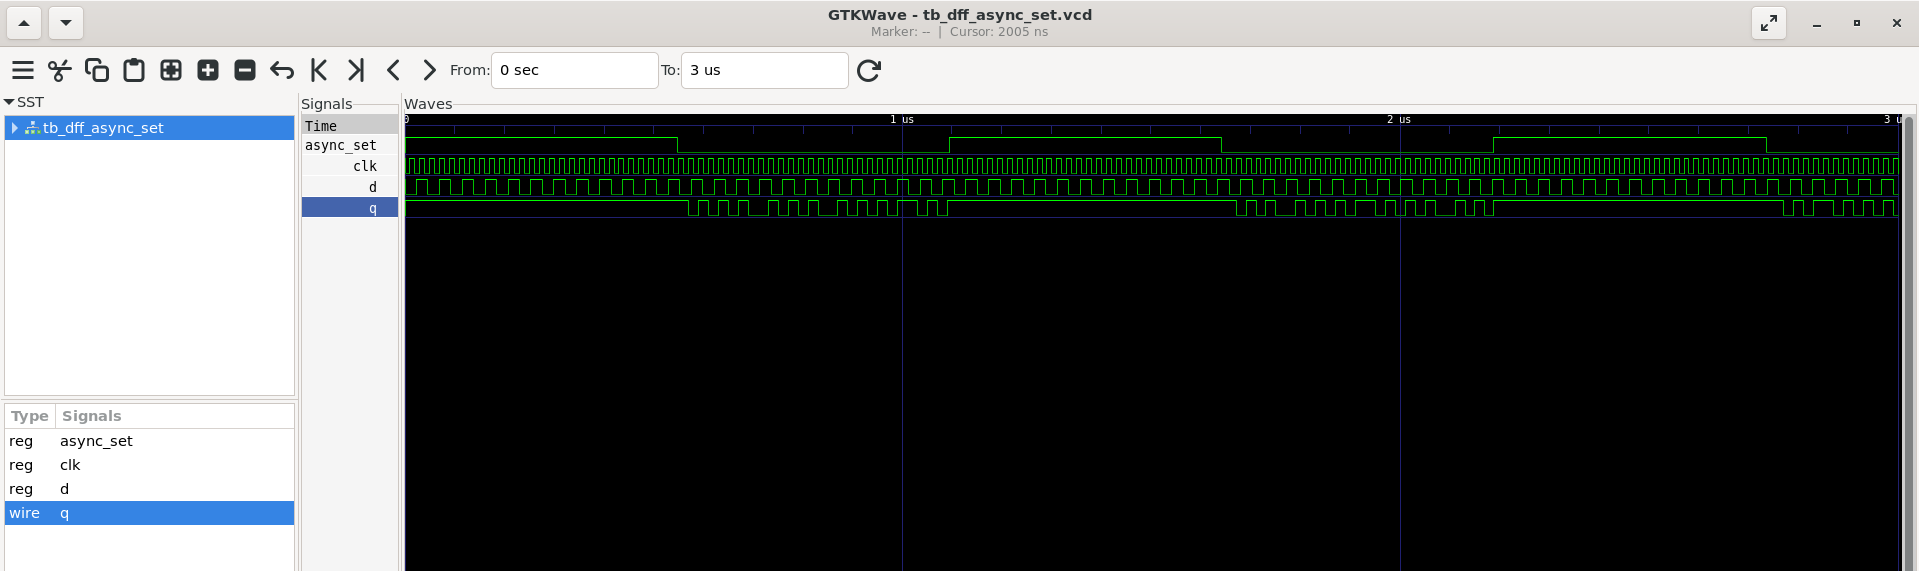 GTKWave - tb_dff_async_set.vcd
Marker: -- | Cursor: 2005 ns
From: 0 sec To: 3 us
SST
tb_dff_async_set
Type Signals
reg async_set
reg clk
reg d
wire q
Signals
Time
async_set
clk
d
q
Waves
0 1 us 2 us 3 u